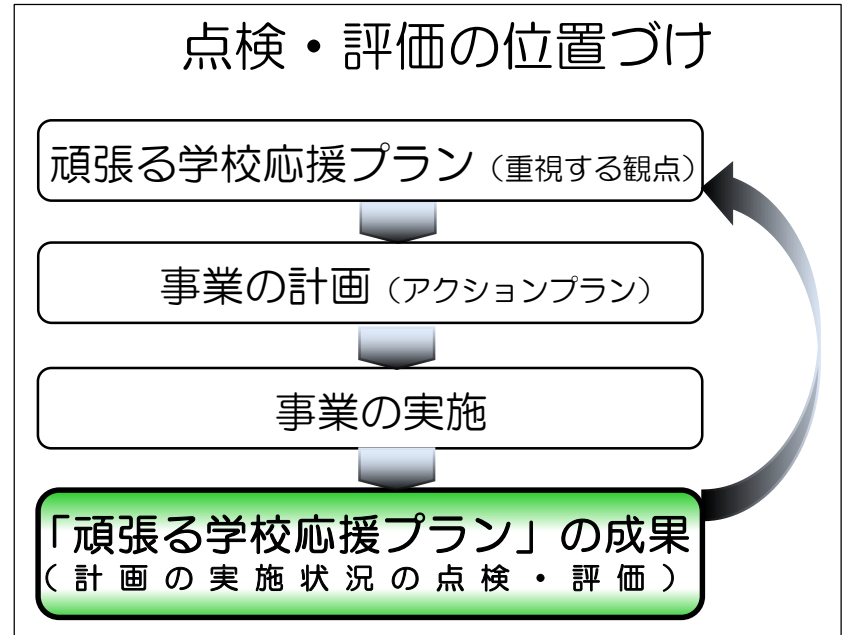 点検・評価の位置づけ
頑張る学校応援プラン（重視する観点）
事業の計画（アクションプラン）
事業の実施
「頑張る学校応援プラン」の成果
（計画の実施状況の点検・評価）